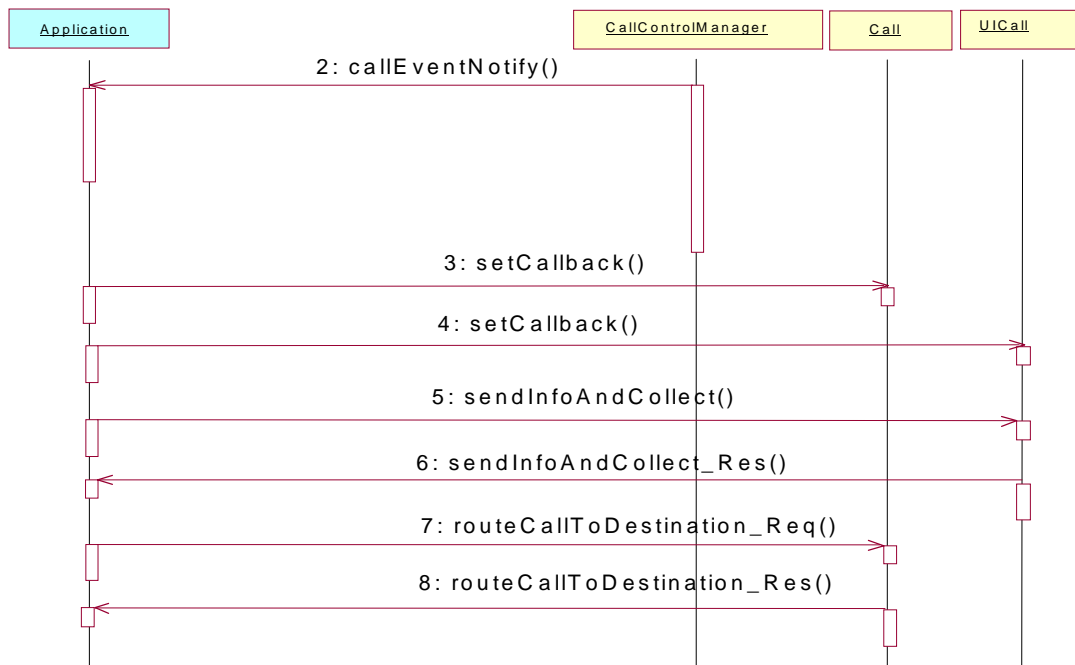 Application
CallControlManager
Call
UICall
2: callEventNotify()
3: setCallback()
4: setCallback()
5: sendInfoAndCollect()
6: sendInfoAndCollect_Res()
7: routeCallToDestination_Req()
8: routeCallToDestination_Res()